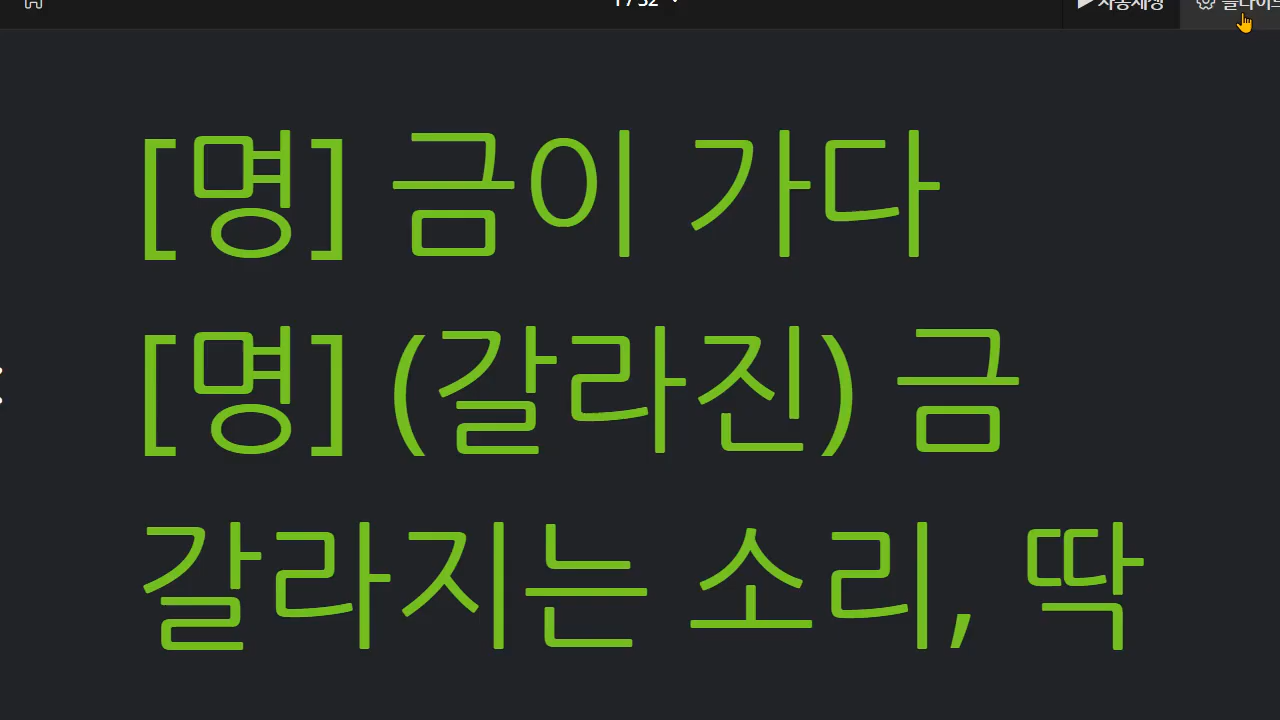 [명] 금이 가다
[명] (갈라진) 금
갈라지는 소리, 딱